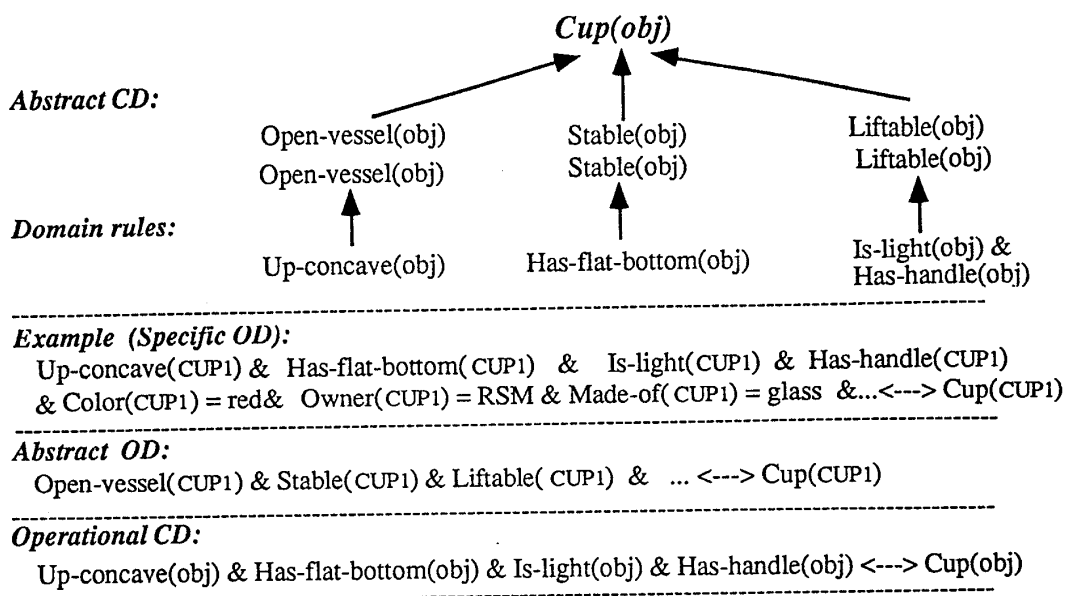 Cup(obj)
Abstract CD:
Open-vessel(obj) Stable(obj) Liftable(obj)
Open-vessel(obj) Stable(obj) Liftable(obj)
Domain rules:
Up-concave(obj) Has-flat-bottom(obj) Is-light(obj) &
Has-handle(obj)
Example (Specific OD):
Up-concave(CUP1) & Has-flat-bottom( CUP1) & Is-light(CUP1) & Has-handle(CUP1)
& Color(CUP1) = red& Owner(CUP1) = RSM & Made-of( CUP1) = glass &...<---> Cup(CUP1)
Abstract OD:
Open-vessel(CUP1) & Stable(CUP1) & Liftable( CUP1) & ... <---> Cup(CUP1)
Operational CD:
Up-concave(obj) & Has-flat-bottom(obj) & Is-light(obj) & Has-handle(obj) <---> Cup(obj)